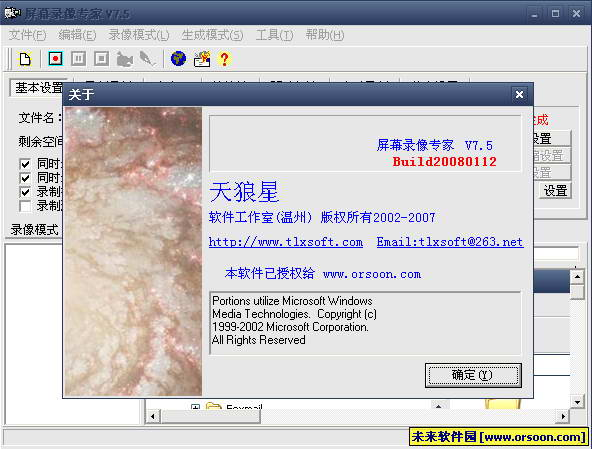 屏幕录像专家 V7.5
文件(F) 编辑(E) 录像模式(L) 生成模式(S) 工具(T) 帮助(H)
基本设置
文件名：
剩余空间
同时
同时
录制
录制
录像模式
生成
设置
设置
设置
设置
关于
屏幕录像专家 V7.5
Build20080112
天狼星
软件工作室(温州) 版权所有2002-2007
http://www.tlxsoft.com Email:tlxsoft@263.net
本软件已授权给 www.orsoon.com
Portions utilize Microsoft Windows
Media Technologies. Copyright (c)
1999-2002 Microsoft Corporation.
All Rights Reserved
确定(Y)
Foxmail
未来软件园 [www.orsoon.com]